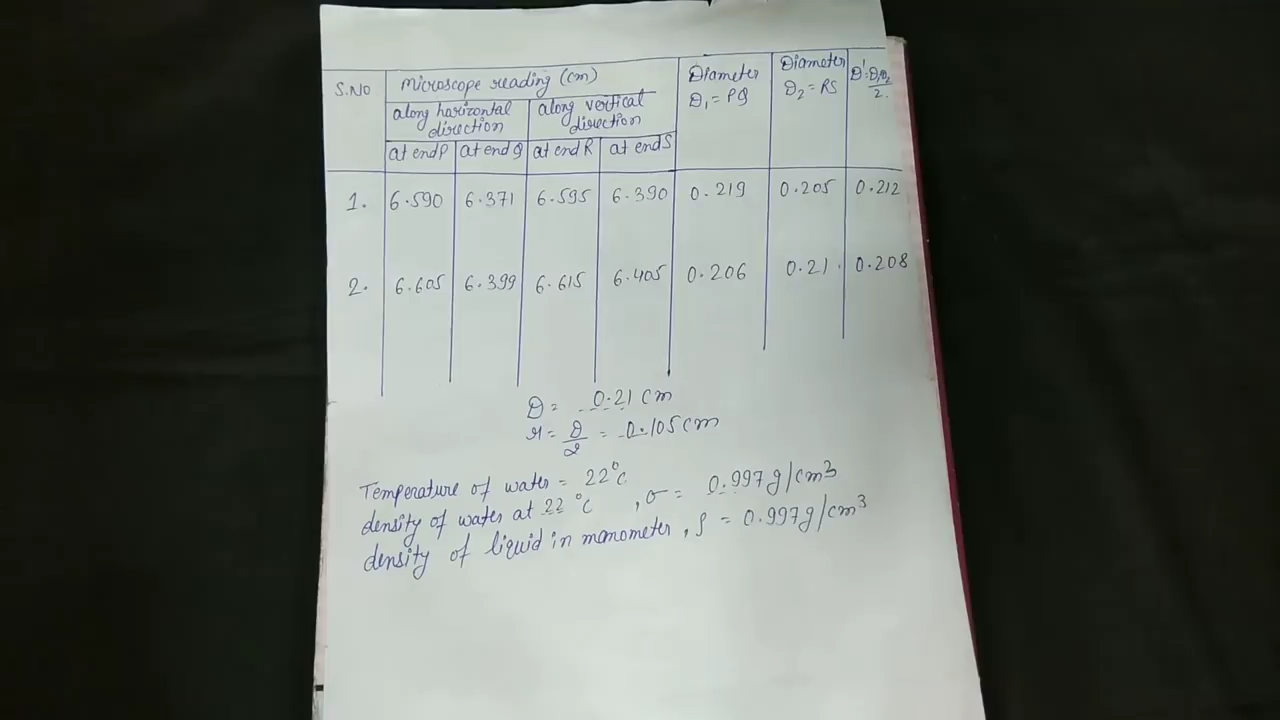 S.No Microscope reading (cm) Diameter D₁ = PQ Diameter D₂ = RS D' = D₁D₂/2.
along harizontal direction along vertical direction
at end P at end Q at end R at end S
1. 6.590 6.371 6.595 6.390 0.219 0.205 0.212
2. 6.605 6.399 6.615 6.405 0.206 0.21. 0.208
D = 0.21 cm
r = D/2 = 0.105 cm
Temperature of water = 22°c
density of water at 22°c , σ = 0.997 g/cm³
density of liquid in manometer, ρ = 0.997 g/cm³